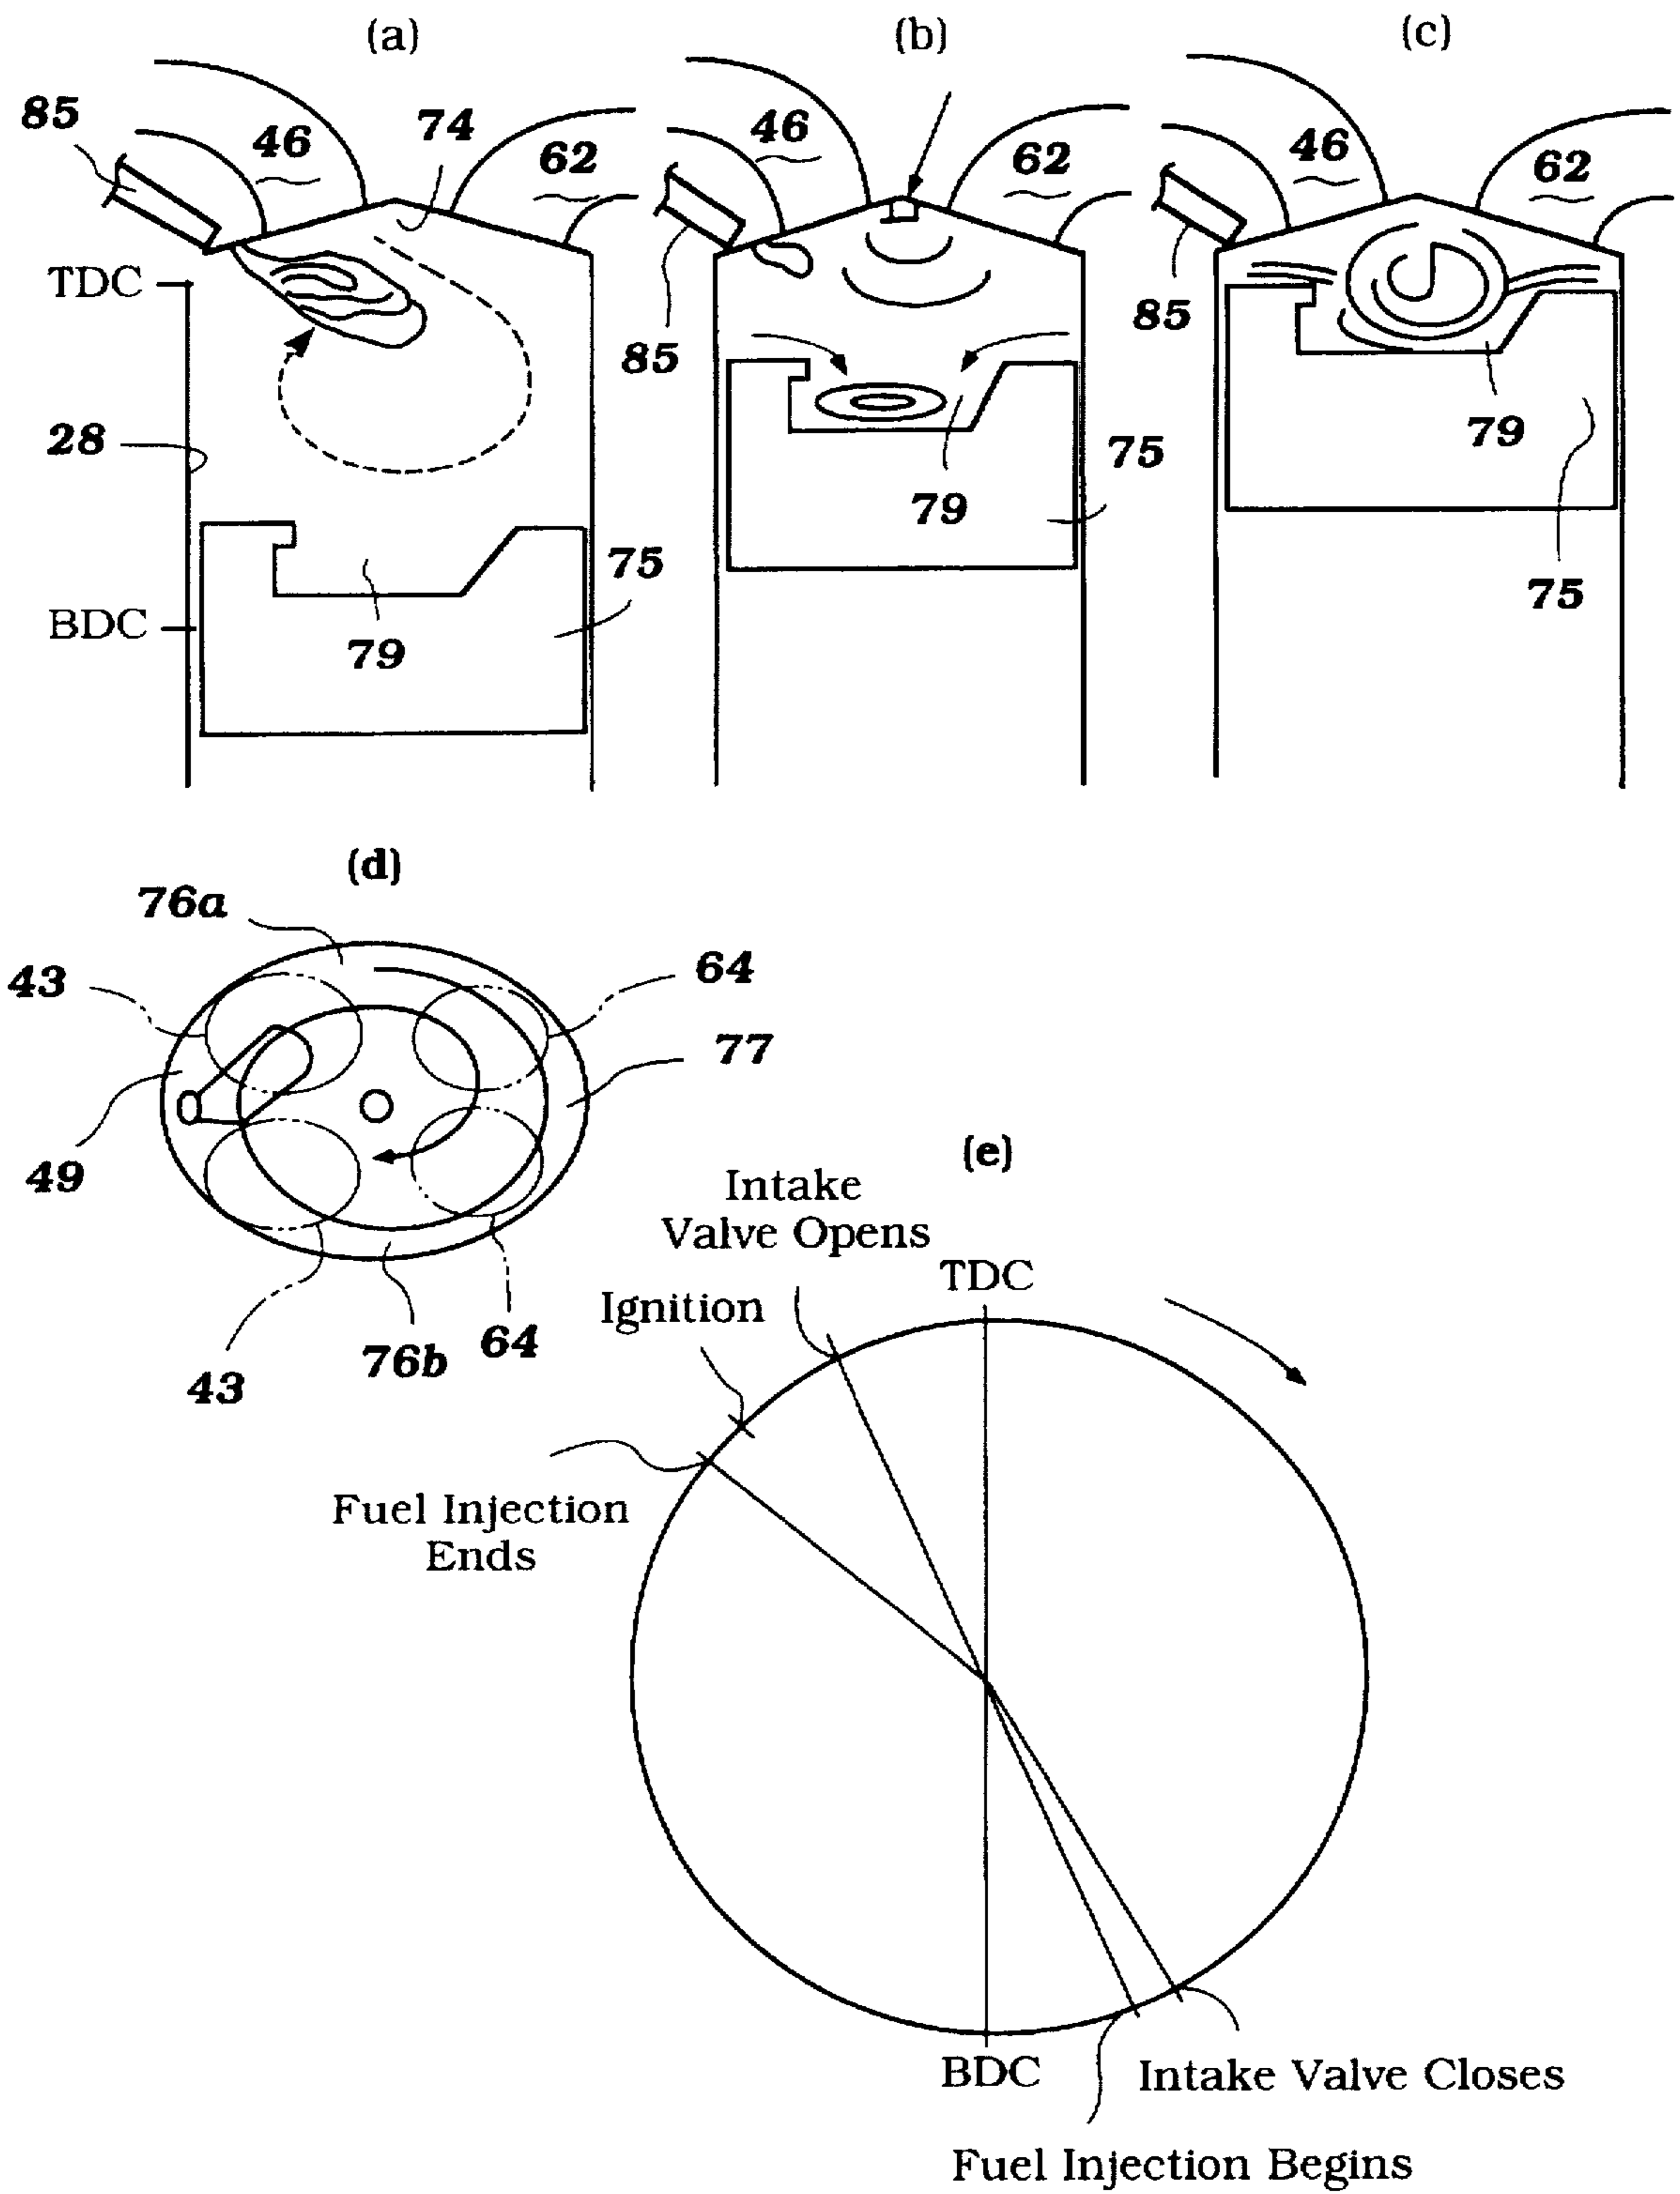 (a)
(b)
(c)
85
46
74
62
46
62
46
62
TDC
85
85
28
79
75
79
75
BDC
79
75
(d)
76a
43
64
77
49
(e)
Intake
Valve Opens
TDC
Ignition
64
76b
43
Fuel Injection
Ends
BDC
Intake Valve Closes
Fuel Injection Begins